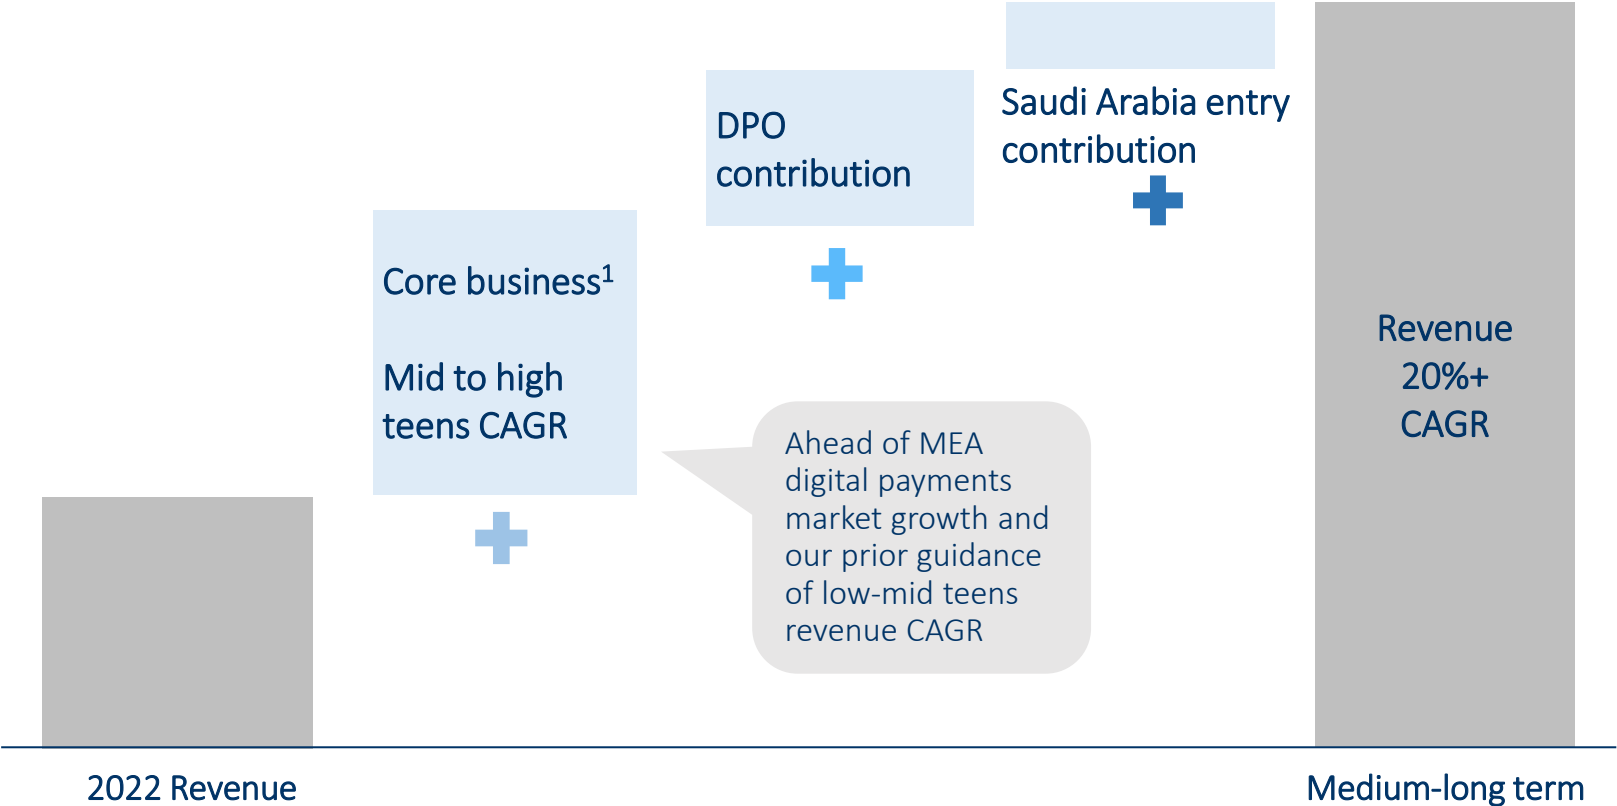 Saudi Arabia entry
contribution
DPO
contribution
Core business¹
Mid to high
teens CAGR
Ahead of MEA
digital payments
market growth and
our prior guidance
of low-mid teens
revenue CAGR
Revenue
20%+
CAGR
2022 Revenue
Medium-long term